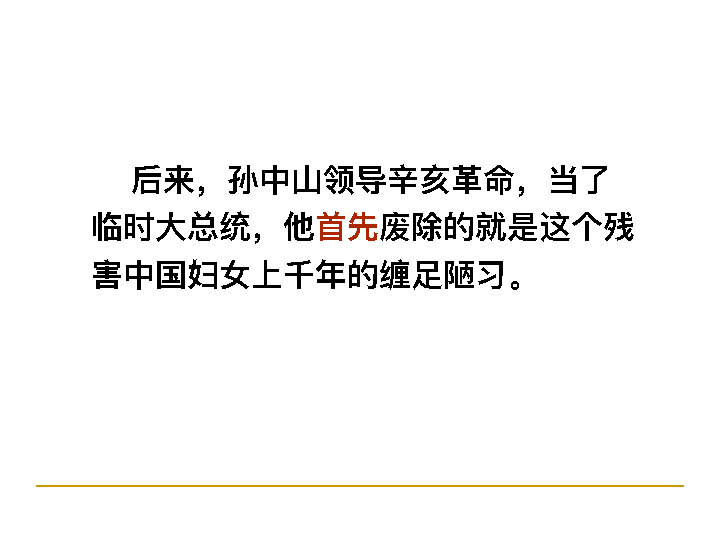 后来，孙中山领导辛亥革命，当了
临时大总统，他首先废除的就是这个残
害中国妇女上千年的缠足陋习。